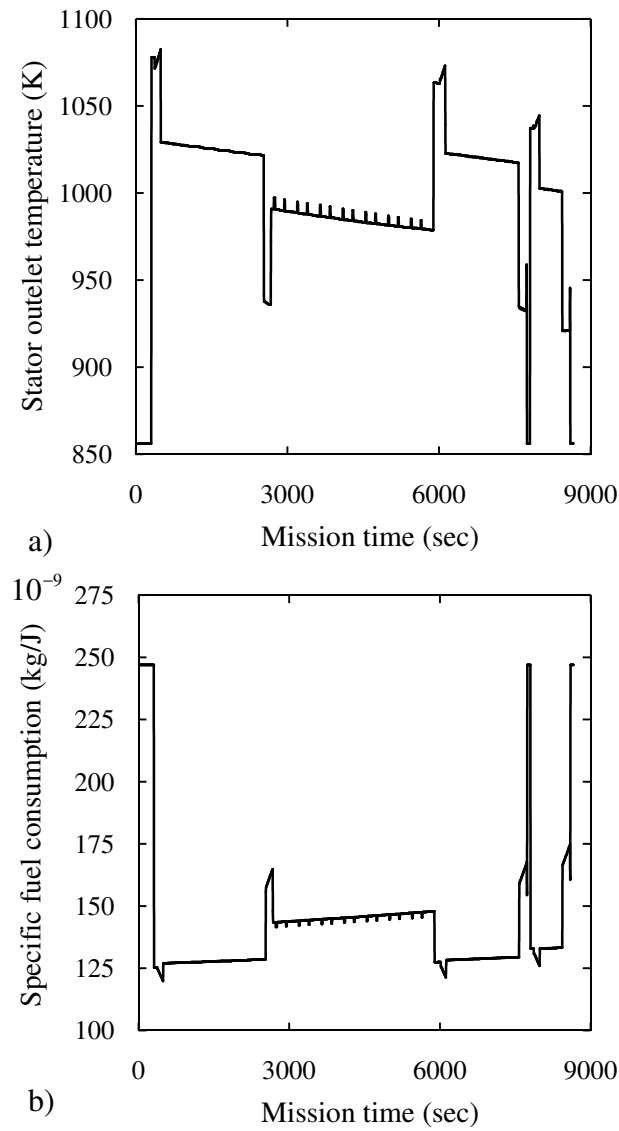 1100
1050
1000
950
900
850
Stator outelet temperature (K)
0 3000 6000 9000
Mission time (sec)
a)
10⁻⁹
275
250
225
200
175
150
125
100
Specific fuel consumption (kg/J)
0 3000 6000 9000
Mission time (sec)
b)